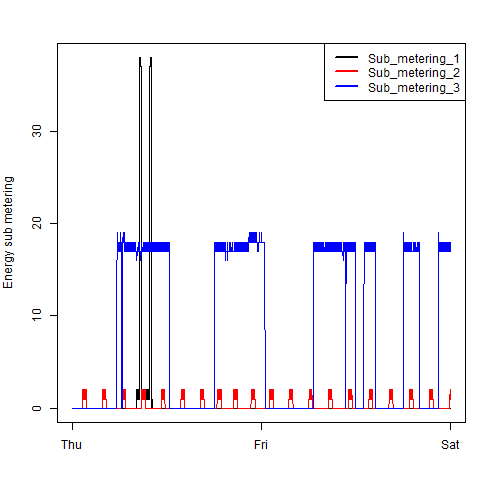 Sub_metering_1
Sub_metering_2
Sub_metering_3
Energy sub metering
30
20
10
0
Thu Fri Sat